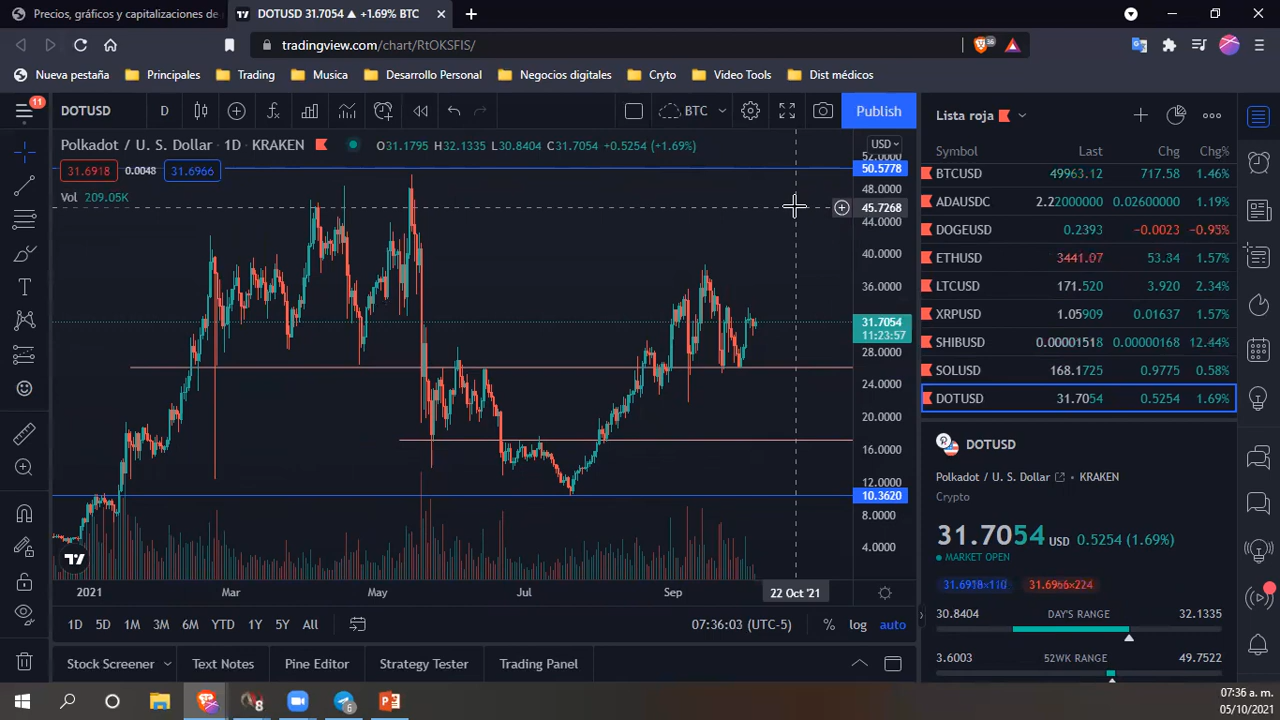 Precios, gráficos y capitalizaciones de
DOTUSD 31.7054 ▲ +1.69% BTC
tradingview.com/chart/RtOKSFIS/
36
Nueva pestaña Principales Trading Musica Desarrollo Personal Negocios digitales Cryto Video Tools Dist médicos
11
DOTUSD D BTC Publish
Polkadot / U. S. Dollar · 1D · KRAKEN O31.1795 H32.1335 L30.8404 C31.7054 +0.5254 (+1.69%)
31.6918 0.0048 31.6966
Vol 209.05K
USD
52.0000
50.5778
48.0000
45.7268
44.0000
40.0000
36.0000
31.7054
11:23:57
28.0000
24.0000
20.0000
16.0000
12.0000
10.3620
8.0000
4.0000
2021 Mar May Jul Sep 22 Oct '21
1D 5D 1M 3M 6M YTD 1Y 5Y All 07:36:03 (UTC-5) % log auto
Stock Screener Text Notes Pine Editor Strategy Tester Trading Panel
Lista roja
Symbol Last Chg Chg%
BTCUSD 49963.12 717.58 1.46%
ADAUSDC 2.22000000 0.02600000 1.19%
DOGEUSD 0.2393 −0.0023 −0.95%
ETHUSD 3441.07 53.34 1.57%
LTCUSD 171.520 3.920 2.34%
XRPUSD 1.05909 0.01637 1.57%
SHIBUSD 0.00001518 0.00000168 12.44%
SOLUSD 168.1725 0.9775 0.58%
DOTUSD 31.7054 0.5254 1.69%
DOTUSD
Polkadot / U. S. Dollar · KRAKEN
Crypto
31.7054 USD 0.5254 (1.69%)
MARKET OPEN
31.6918×110 31.6966×224
30.8404 DAY'S RANGE 32.1335
3.6003 52WK RANGE 49.7522
8
6
07:36 a. m.
05/10/2021